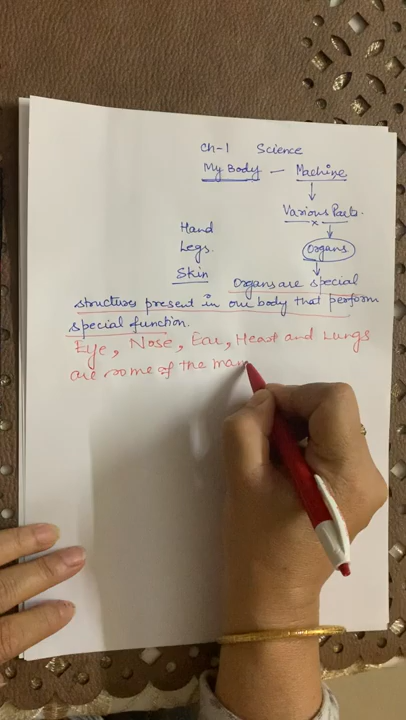 Ch-1 Science
My Body - Machine
Various Parts.
Hand
Legs.
Organs
Skin
Organs are special
structures present in our body that perform
special function.
Eye, Nose, Ear, Heart and Lungs
are some of the man